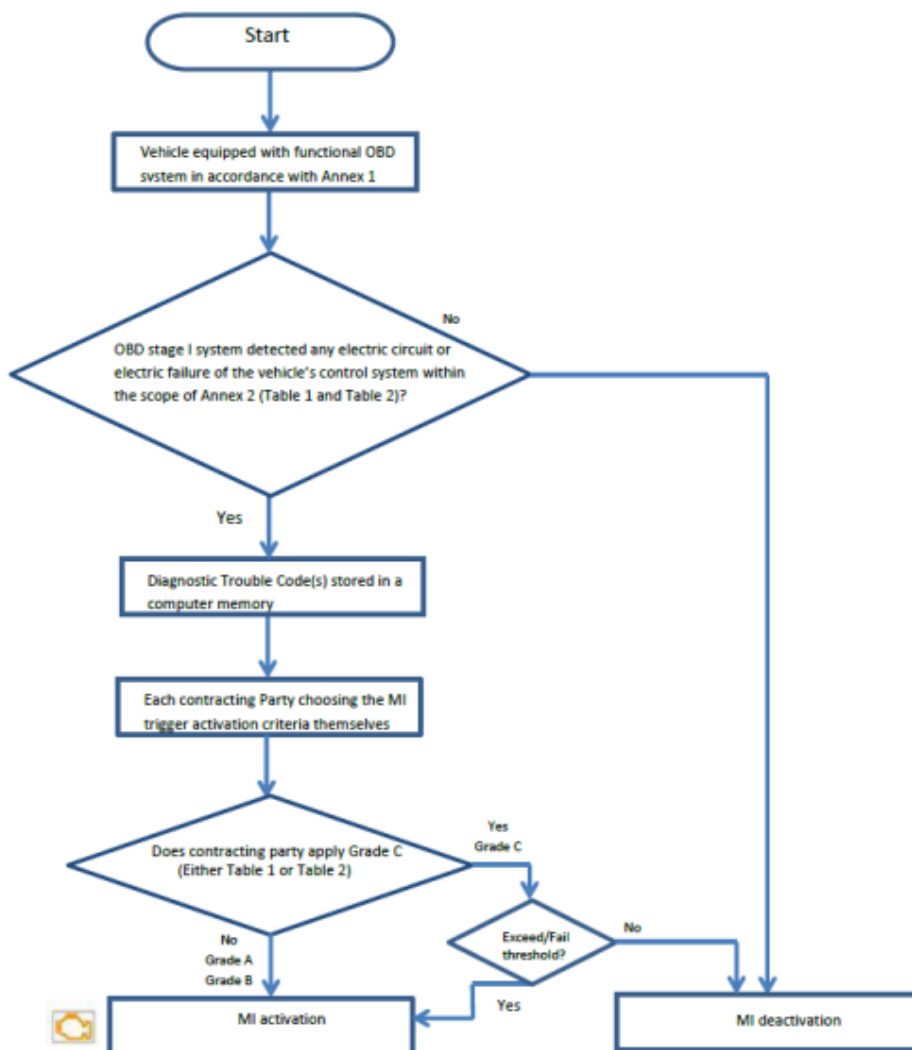 Start
Vehicle equipped with functional OBD
system in accordance with Annex 1
No
OBD stage I system detected any electric circuit or
electric failure of the vehicle's control system within
the scope of Annex 2 (Table 1 and Table 2)?
Yes
Diagnostic Trouble Code(s) stored in a
computer memory
Each contracting Party choosing the MI
trigger activation criteria themselves
Does contracting party apply Grade C
(Either Table 1 or Table 2)
Yes
Grade C
No
Grade A
Grade B
Exceed/Fail
threshold?
No
Yes
MI activation
MI deactivation